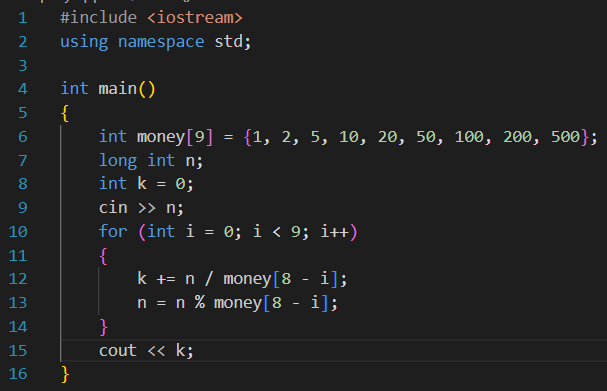 1 #include <iostream>
2 using namespace std;
3
4 int main()
5 {
6     int money[9] = {1, 2, 5, 10, 20, 50, 100, 200, 500};
7     long int n;
8     int k = 0;
9     cin >> n;
10     for (int i = 0; i < 9; i++)
11     {
12         k += n / money[8 - i];
13         n = n % money[8 - i];
14     }
15     cout << k;
16 }